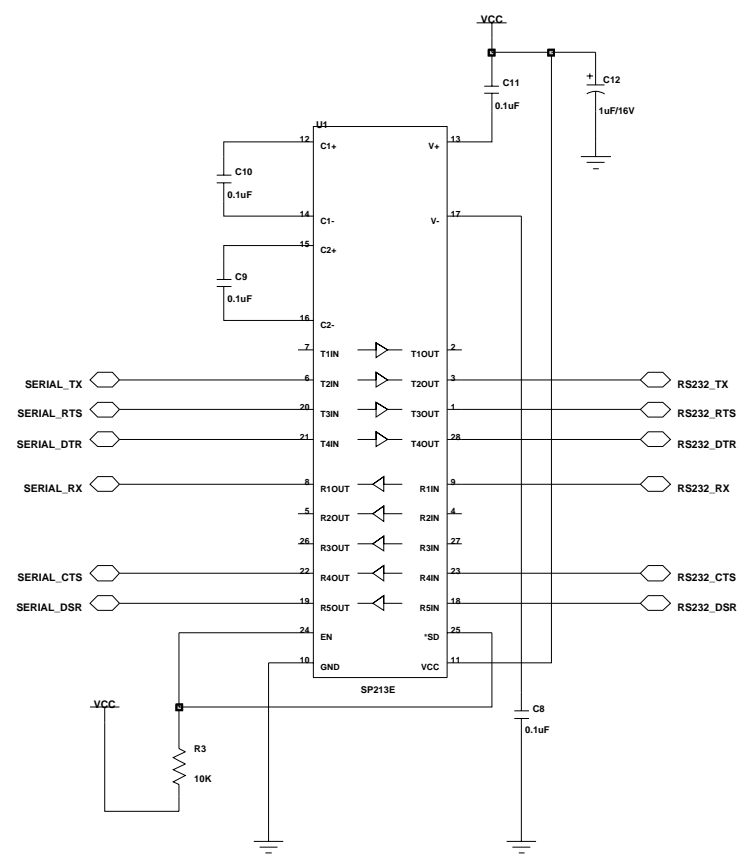 VCC
+
C11
0.1uF
C12
1uF/16V
U1
12
C1+
V+
13
C10
0.1uF
14
C1-
V-
17
15
C2+
C9
0.1uF
16
C2-
7
T1IN
T1OUT
2
SERIAL_TX
6
T2IN
T2OUT
3
RS232_TX
SERIAL_RTS
20
T3IN
T3OUT
1
RS232_RTS
SERIAL_DTR
21
T4IN
T4OUT
28
RS232_DTR
SERIAL_RX
8
R1OUT
R1IN
9
RS232_RX
5
R2OUT
R2IN
4
26
R3OUT
R3IN
27
SERIAL_CTS
22
R4OUT
R4IN
23
RS232_CTS
SERIAL_DSR
19
R5OUT
R5IN
18
RS232_DSR
24
EN
*SD
25
10
GND
VCC
11
SP213E
VCC
C8
0.1uF
R3
10K